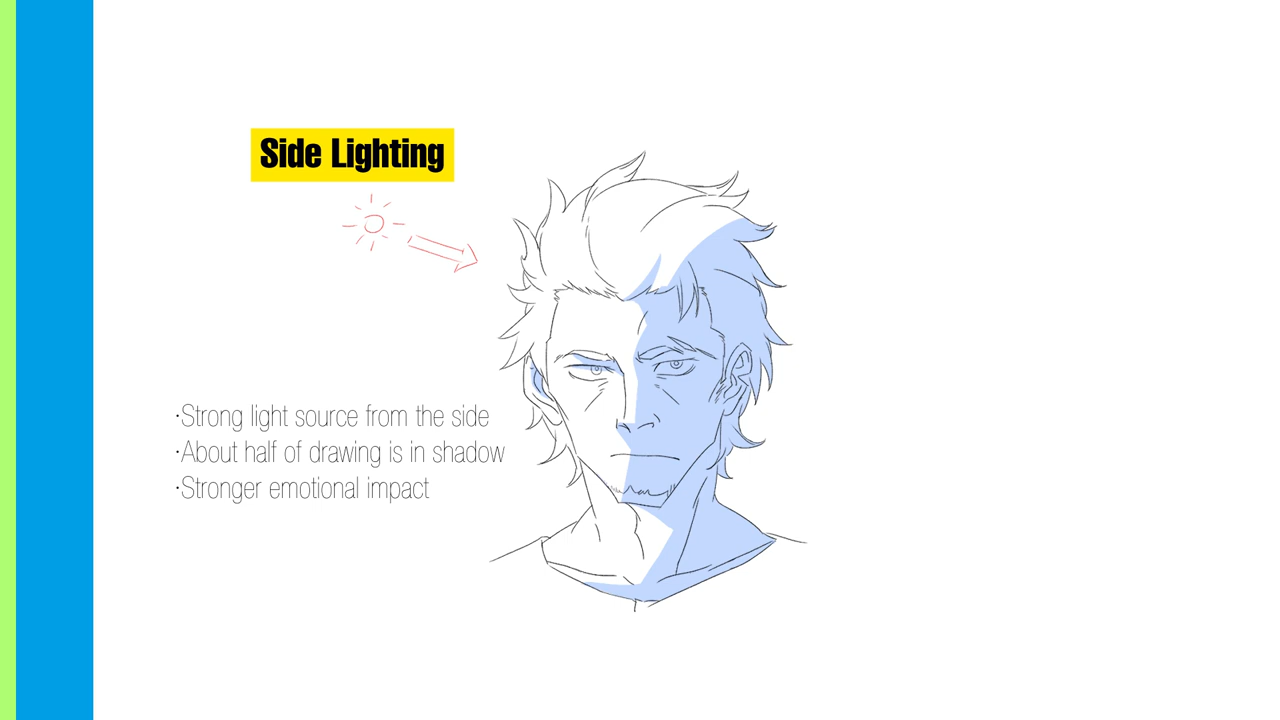 Side Lighting
·Strong light source from the side
·About half of drawing is in shadow
·Stronger emotional impact